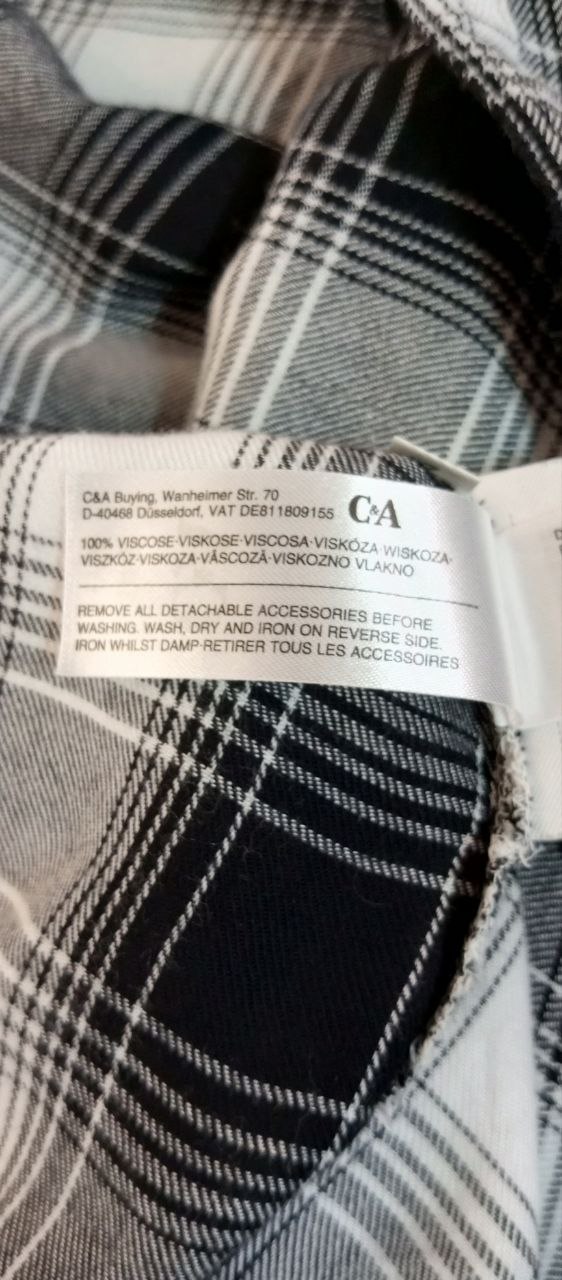 C&A Buying, Wanheimer Str. 70
D-40468 Düsseldorf, VAT DE811809155
C&A
100% VISCOSE·VISKOSE·VISCOSA·VISKÓZA·WISKOZA·
VISZKÓZ·VISKOZA·VÂSCOZĂ·VISKOZNO VLAKNO
REMOVE ALL DETACHABLE ACCESSORIES BEFORE
WASHING. WASH, DRY AND IRON ON REVERSE SIDE.
IRON WHILST DAMP·RETIRER TOUS LES ACCESSOIRES